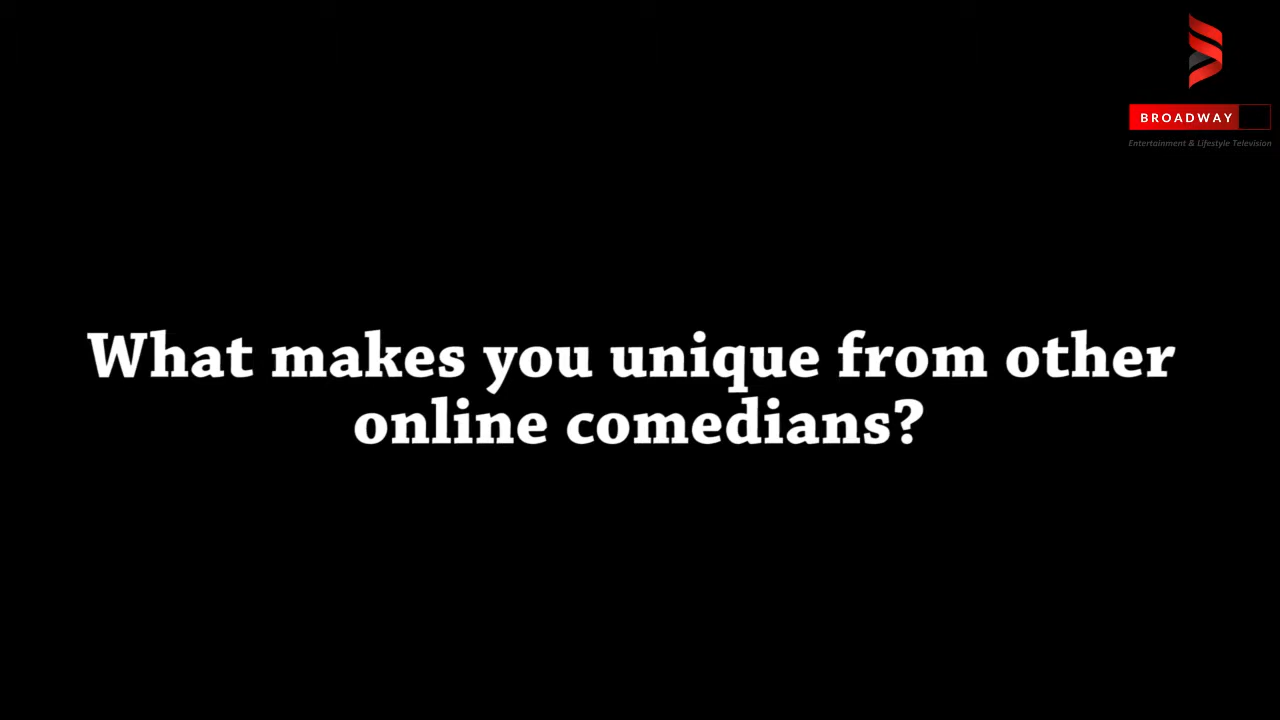 BROADWAY
Entertainment & Lifestyle Television
What makes you unique from other
online comedians?